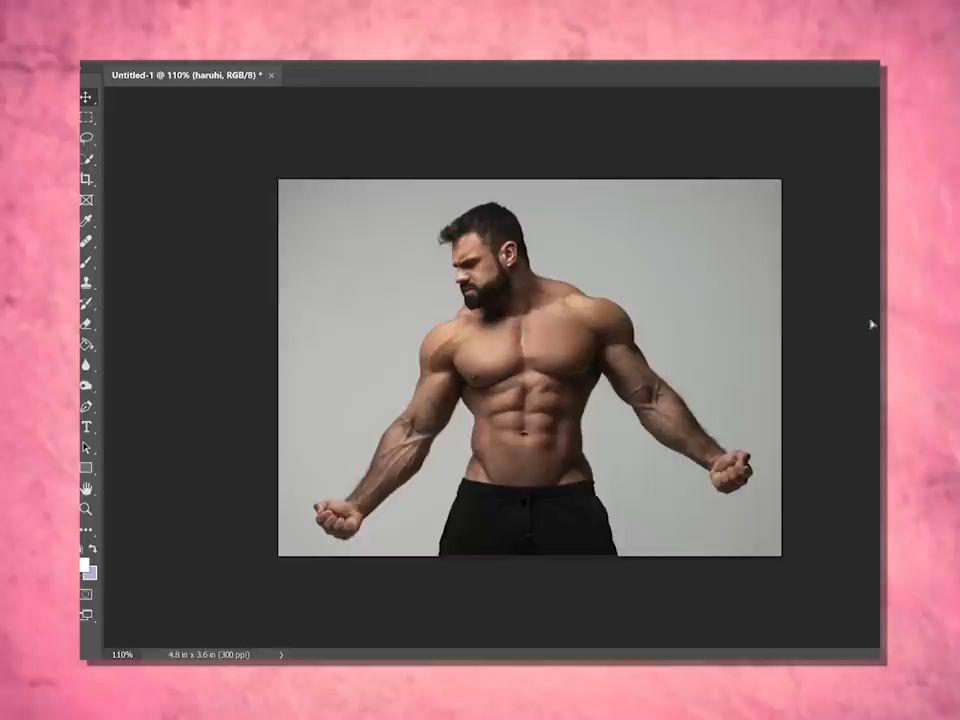 Untitled-1 @ 110% (haruhi, RGB/8) *
110%
4.8 in x 3.6 in (300 ppi)